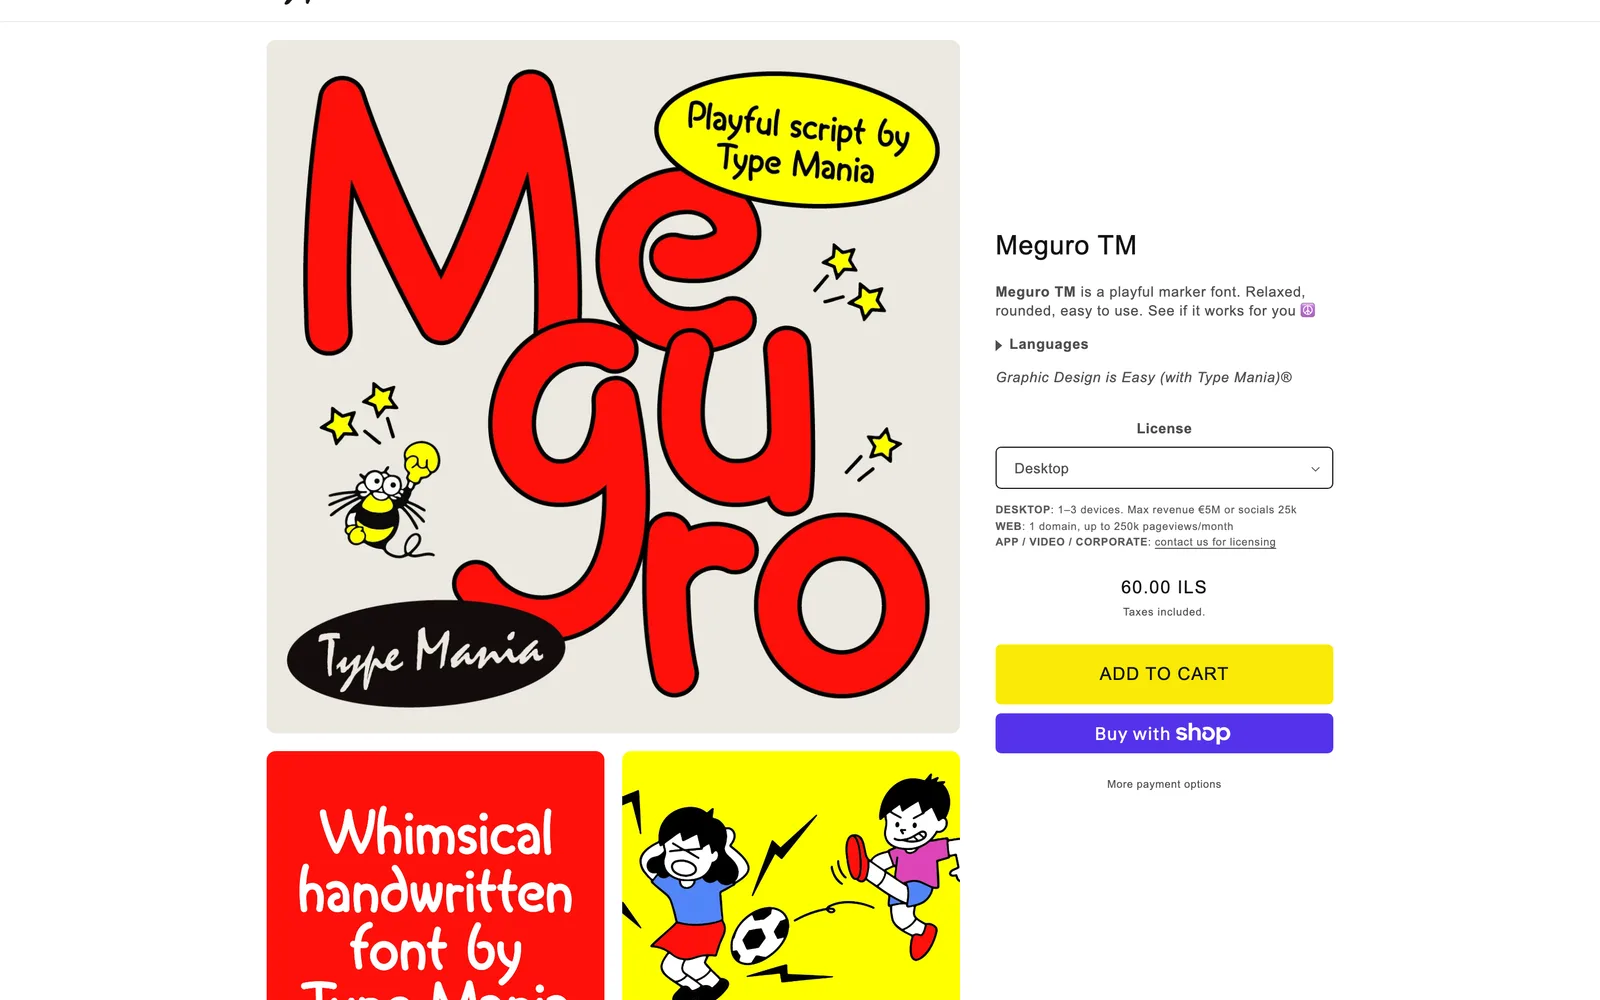 Playful script by
Type Mania
Meguro
Type Mania
Whimsical
handwritten
font by
Type Mania
Meguro TM
Meguro TM is a playful marker font. Relaxed,
rounded, easy to use. See if it works for you ☮️
Languages
Graphic Design is Easy (with Type Mania)®
License
Desktop
DESKTOP: 1–3 devices. Max revenue €5M or socials 25k
WEB: 1 domain, up to 250k pageviews/month
APP / VIDEO / CORPORATE: contact us for licensing
60.00 ILS
Taxes included.
ADD TO CART
Buy with shop
More payment options